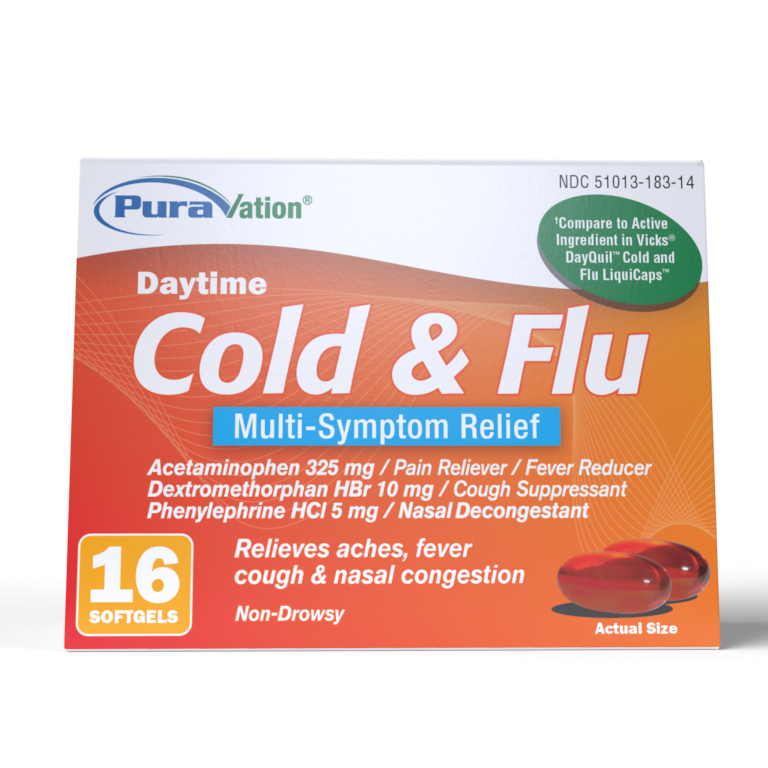 PuraVation®
NDC 51013-183-14
†Compare to Active
Ingredient in Vicks®
DayQuil™ Cold and
Flu LiquiCaps™
Daytime
Cold & Flu
Multi-Symptom Relief
Acetaminophen 325 mg / Pain Reliever / Fever Reducer
Dextromethorphan HBr 10 mg / Cough Suppressant
Phenylephrine HCl 5 mg / Nasal Decongestant
16
SOFTGELS
Relieves aches, fever
cough & nasal congestion
Non-Drowsy
Actual Size